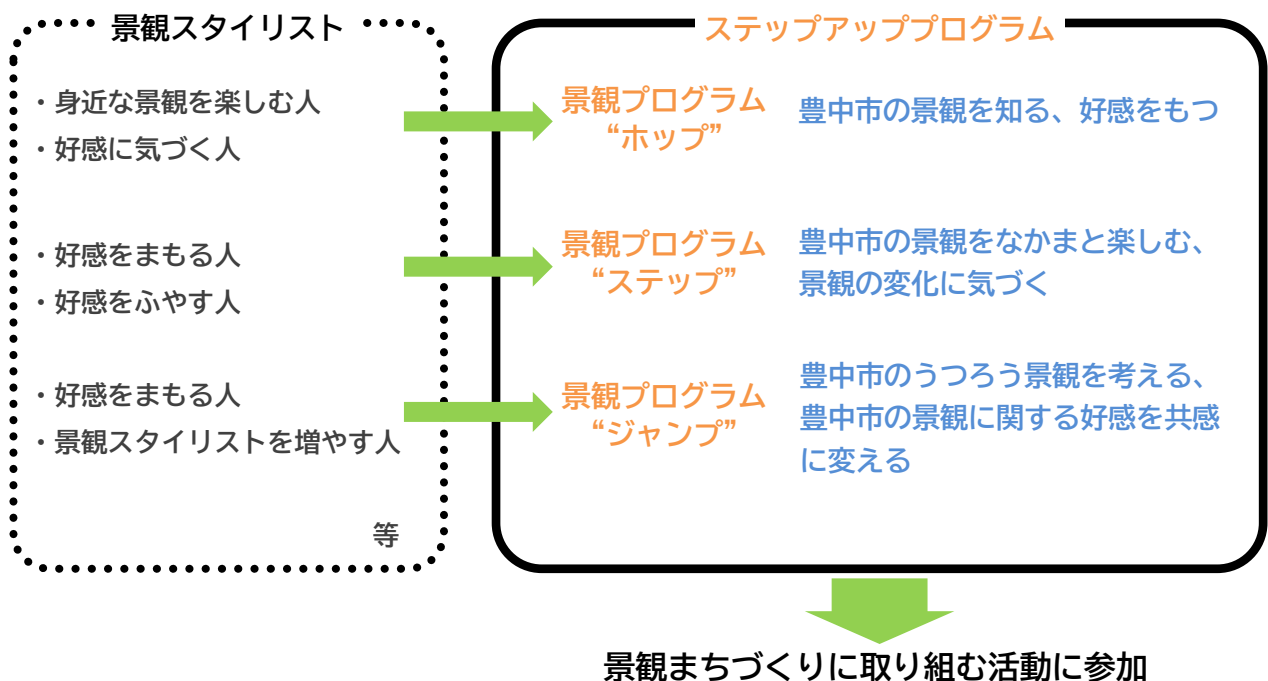 景観スタイリスト
・身近な景観を楽しむ人
・好感に気づく人
・好感をまもる人
・好感をふやす人
・好感をまもる人
・景観スタイリストを増やす人
等
ステップアッププログラム
景観プログラム
“ホップ”
豊中市の景観を知る、好感をもつ
景観プログラム
“ステップ”
豊中市の景観をなかまと楽しむ、
景観の変化に気づく
景観プログラム
“ジャンプ”
豊中市のうつろう景観を考える、
豊中市の景観に関する好感を共感
に変える
景観まちづくりに取り組む活動に参加